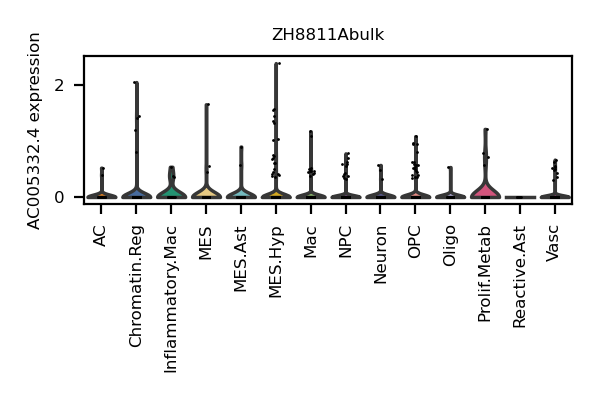 ZH8811Abulk
AC005332.4 expression
2
0
AC
Chromatin.Reg
Inflammatory.Mac
MES
MES.Ast
MES.Hyp
Mac
NPC
Neuron
OPC
Oligo
Prolif.Metab
Reactive.Ast
Vasc